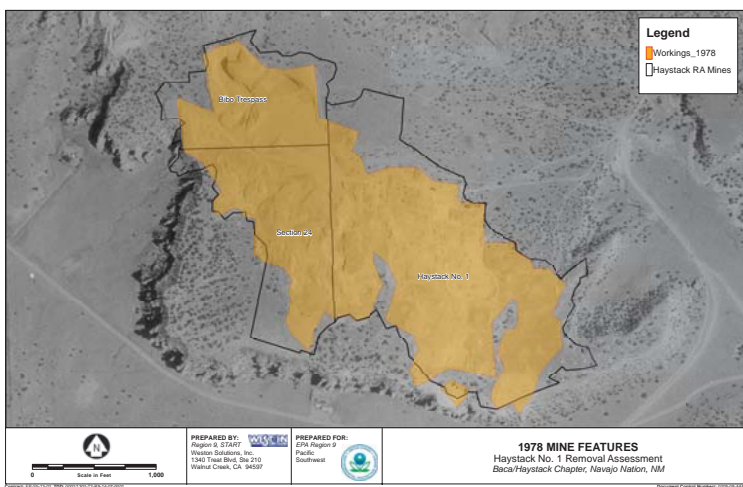 Legend
Workings_1978
Haystack RA Mines
Bibo Trespass
Section 24
Haystack No. 1
N
0
1,000
Scale in Feet
PREPARED BY:
Region 9, START
Weston Solutions, Inc.
1340 Treat Blvd, Ste 210
Walnut Creek, CA 94597
PREPARED FOR:
EPA Region 9
Pacific
Southwest
1978 MINE FEATURES
Haystack No. 1 Removal Assessment
Baca/Haystack Chapter, Navajo Nation, NM